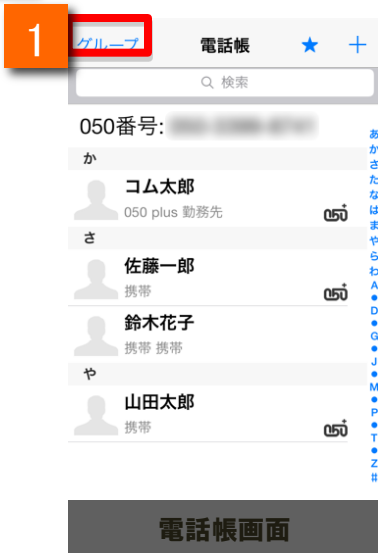 1
グループ 電話帳 ★ +
検索
050番号:
か
コム太郎
050 plus 勤務先 050
さ
佐藤一郎
携帯 050
鈴木花子
携帯 携帯
や
山田太郎
携帯 050
あ
か
さ
た
な
は
ま
や
ら
わ
A
●
D
●
G
●
J
●
M
●
P
●
T
●
Z
#
電話帳画面